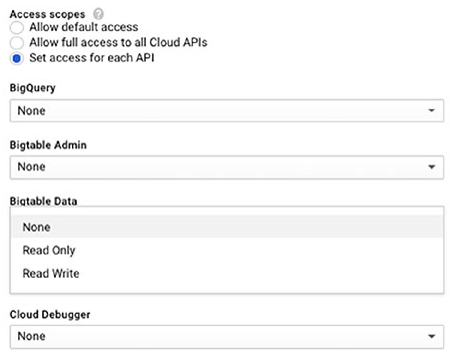 Access scopes ?
Allow default access
Allow full access to all Cloud APIs
Set access for each API
BigQuery
None
Bigtable Admin
None
Bigtable Data
None
Read Only
Read Write
Cloud Debugger
None